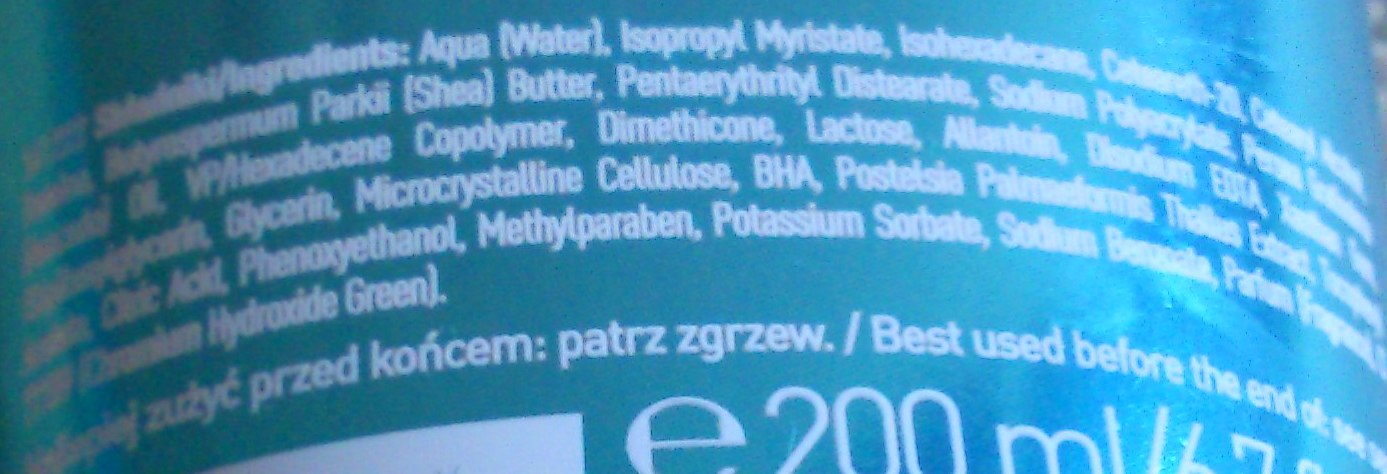 Składniki/Ingredients: Aqua (Water), Isopropyl Myristate, Isohexadecane, Ceteareth-20,
Butyrospermum Parkii (Shea) Butter, Pentaerythrityl Distearate, Sodium Polyacrylate,
Oil, VP/Hexadecene Copolymer, Dimethicone, Lactose, Allantoin, Disodium EDTA,
Glycerin, Microcrystalline Cellulose, BHA, Postelsia Palmaeformis Thallus Extract,
Citric Acid, Phenoxyethanol, Methylparaben, Potassium Sorbate, Sodium Benzoate, Parfum (Fragrance),
(Chromium Hydroxide Green).
zużyć przed końcem: patrz zgrzew. / Best used before the end of: see
e 200 ml/6.7